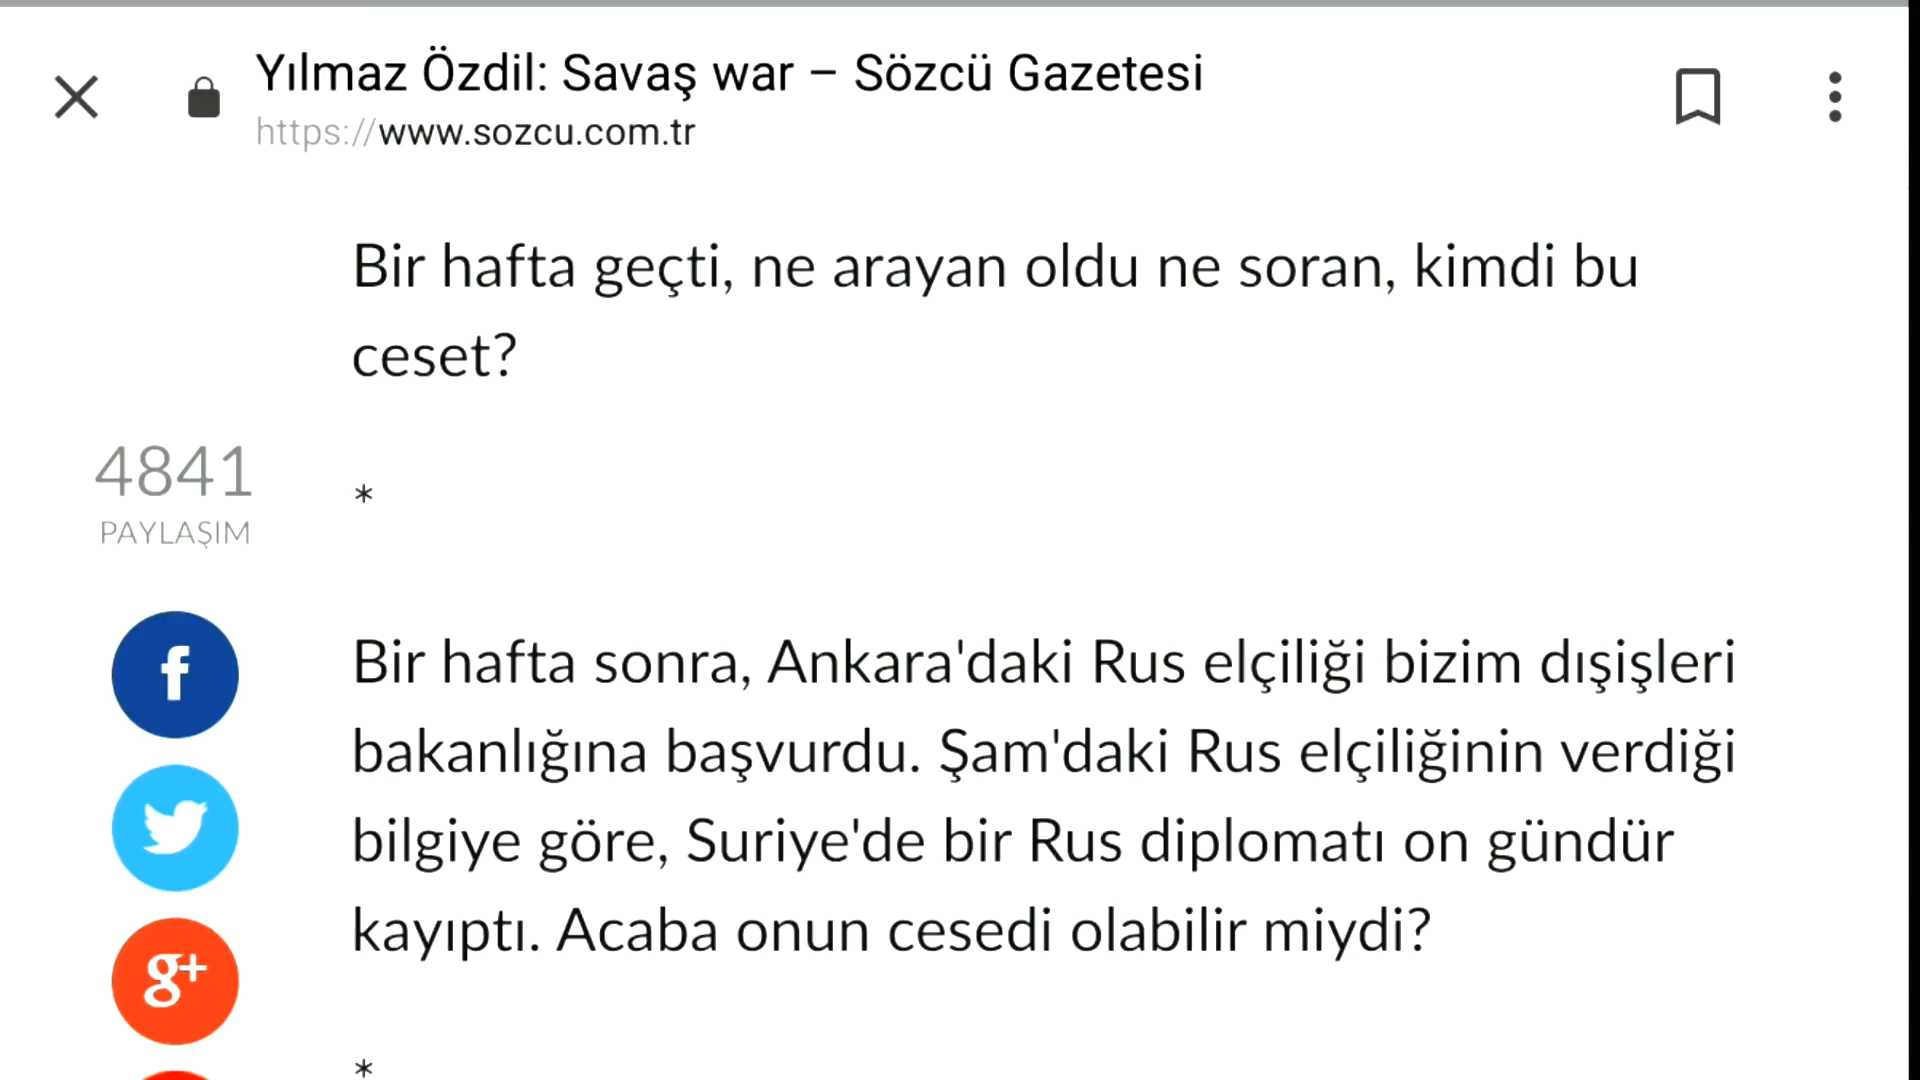 Yılmaz Özdil: Savaş war – Sözcü Gazetesi
https://www.sozcu.com.tr
Bir hafta geçti, ne arayan oldu ne soran, kimdi bu
ceset?
4841
PAYLAŞIM
*
f
Bir hafta sonra, Ankara'daki Rus elçiliği bizim dışişleri
bakanlığına başvurdu. Şam'daki Rus elçiliğinin verdiği
bilgiye göre, Suriye'de bir Rus diplomatı on gündür
kayıptı. Acaba onun cesedi olabilir miydi?
g+
*